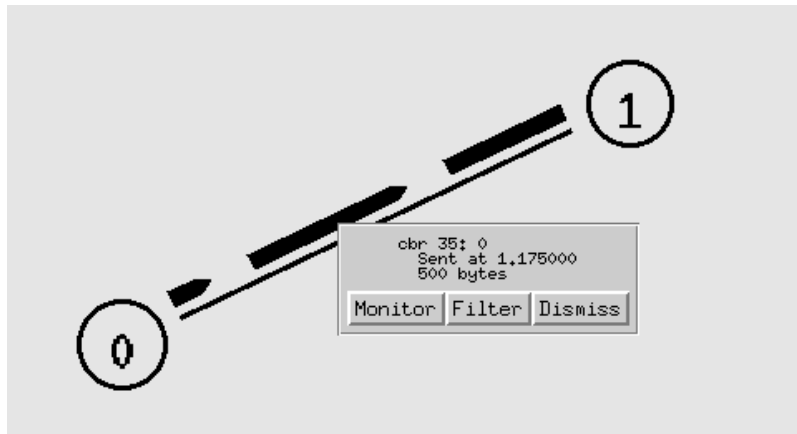 1
cbr 35: 0
Sent at 1.175000
500 bytes
Monitor Filter Dismiss
0